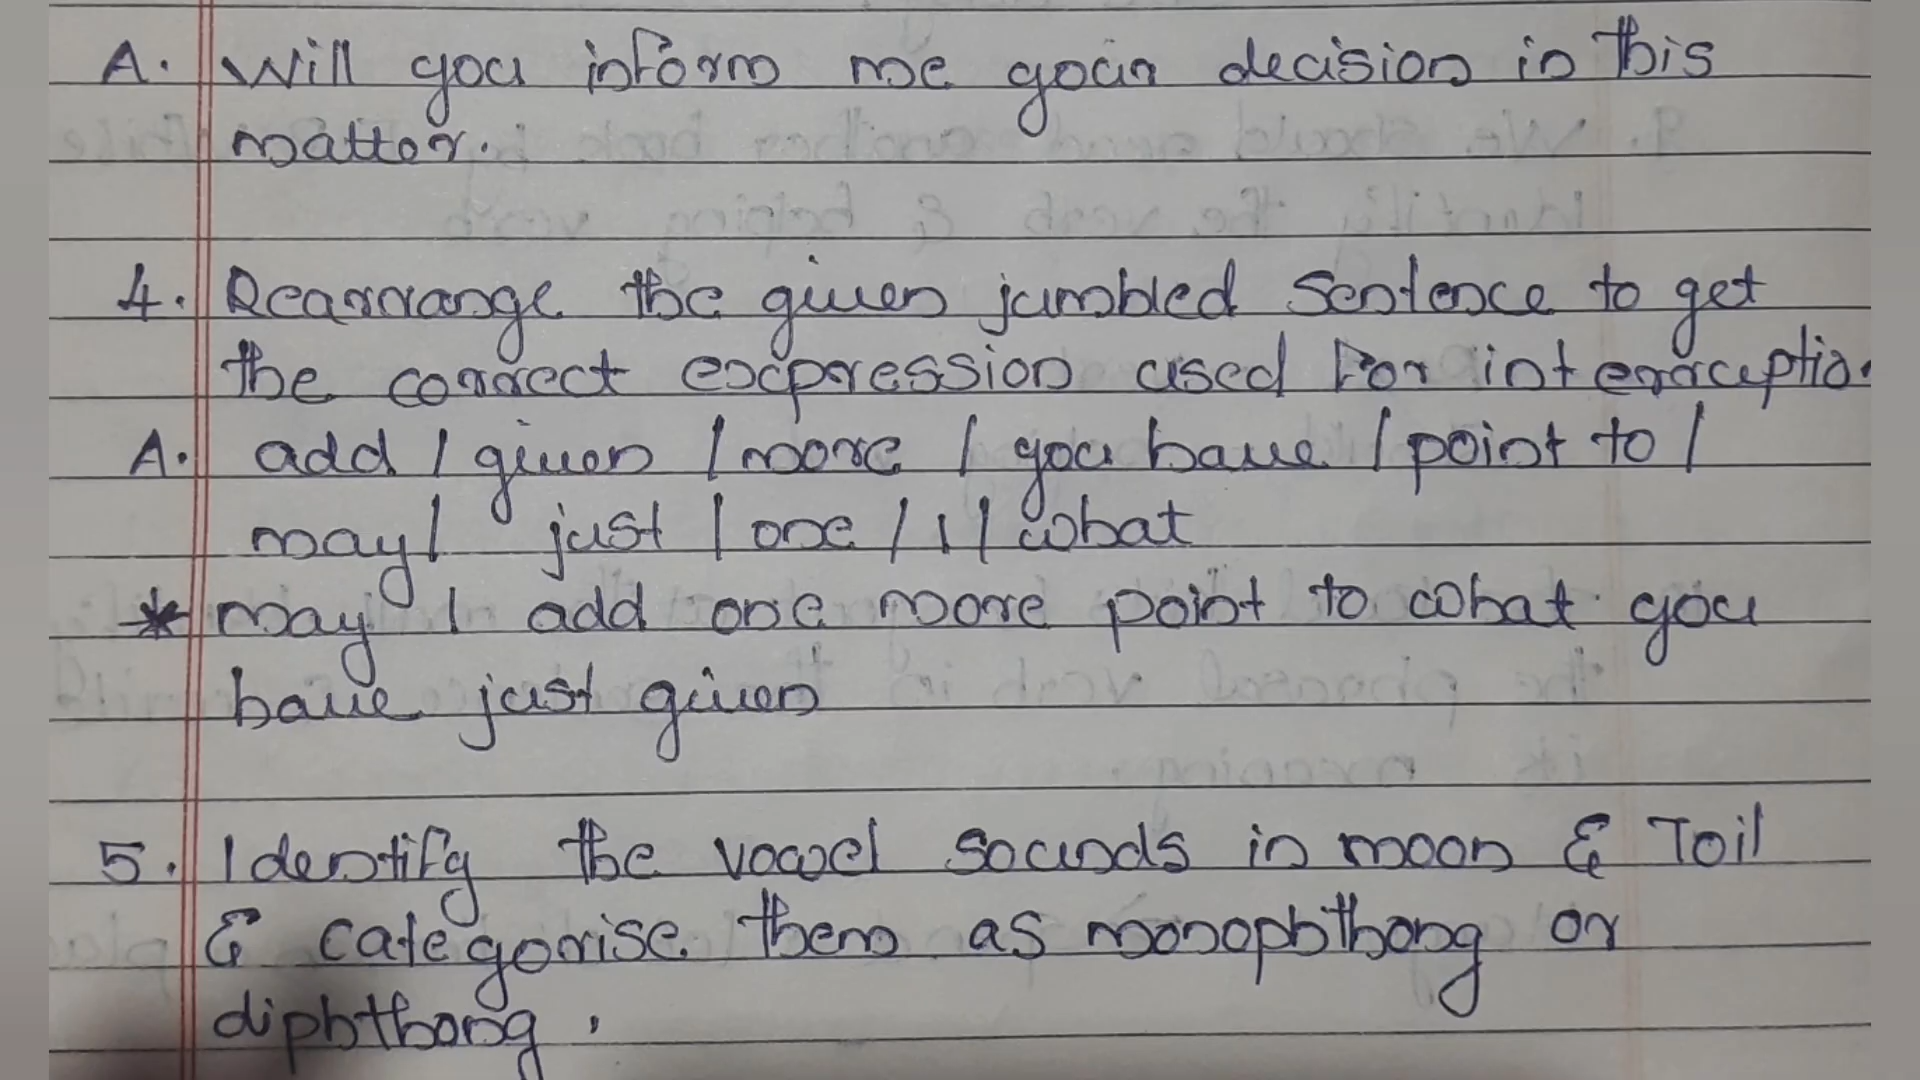 A. Will you inform me your decision in this
matter.
4. Rearrange the given jumbled Sentence to get
the correct expression used For interruptio
A. add / given / more / you have / point to /
may / just / one / I / what
* may I add one more point to what you
have just given
5. Identify the vowel sounds in moon & Toil
& categorise them as monophthong or
diphthong.